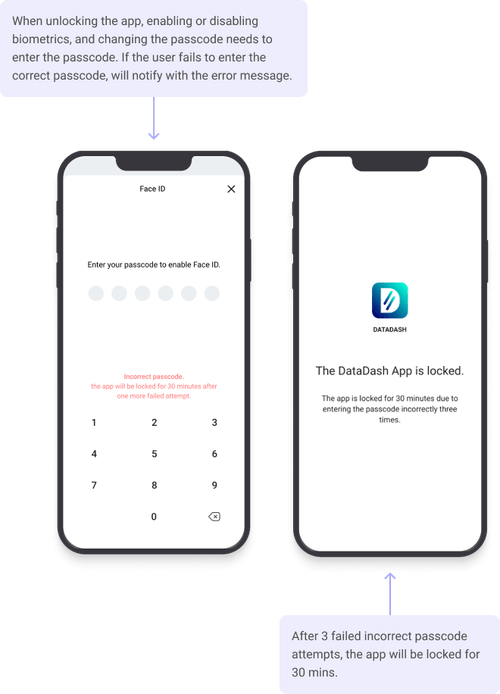 When unlocking the app, enabling or disabling
biometrics, and changing the passcode needs to
enter the passcode. If the user fails to enter the
correct passcode, will notify with the error message.
Face ID
Enter your passcode to enable Face ID.
Incorrect passcode.
the app will be locked for 30 minutes after
one more failed attempt.
1 2 3
4 5 6
7 8 9
0
DATADASH
The DataDash App is locked.
The app is locked for 30 minutes due to
entering the passcode incorrectly three
times.
After 3 failed incorrect passcode
attempts, the app will be locked for
30 mins.